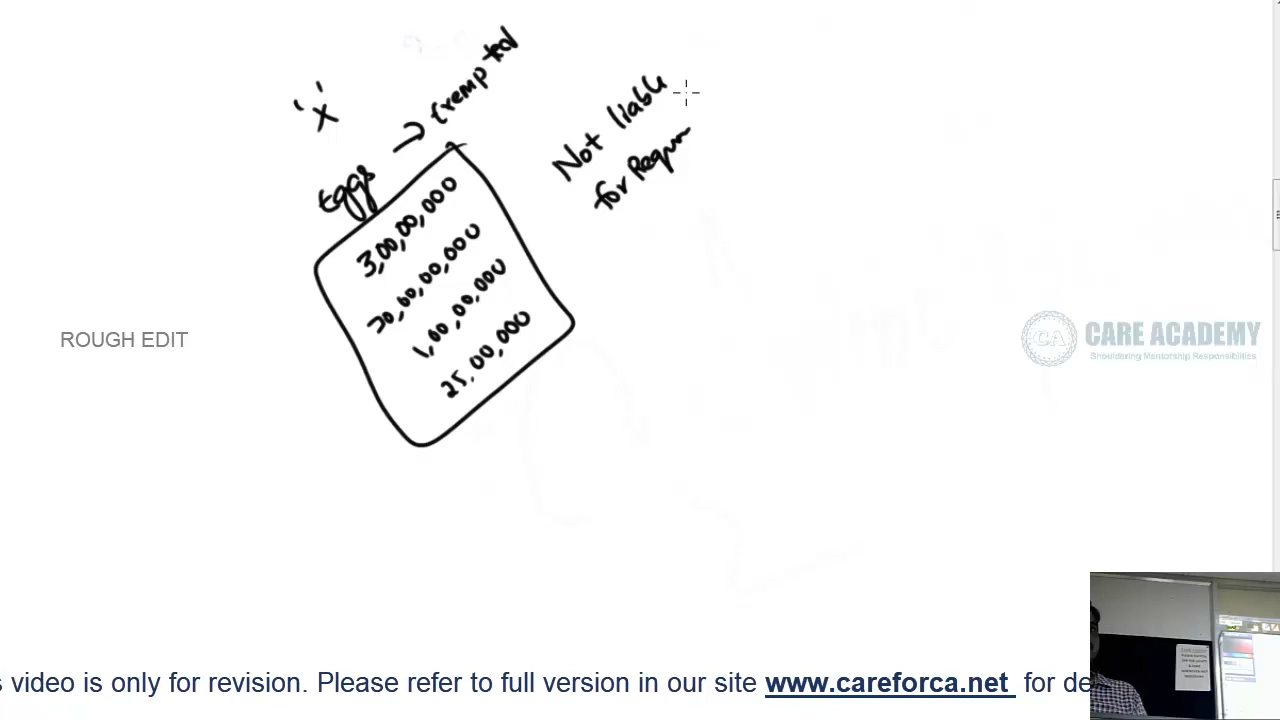 'X'
Eggs → Exempted
3,00,00,000
20,00,00,000
1,00,00,000
25,00,000
Not liable
for Regn
ROUGH EDIT
CA
CARE ACADEMY
Shouldering Mentorship Responsibilities
s video is only for revision. Please refer to full version in our site www.careforca.net for de